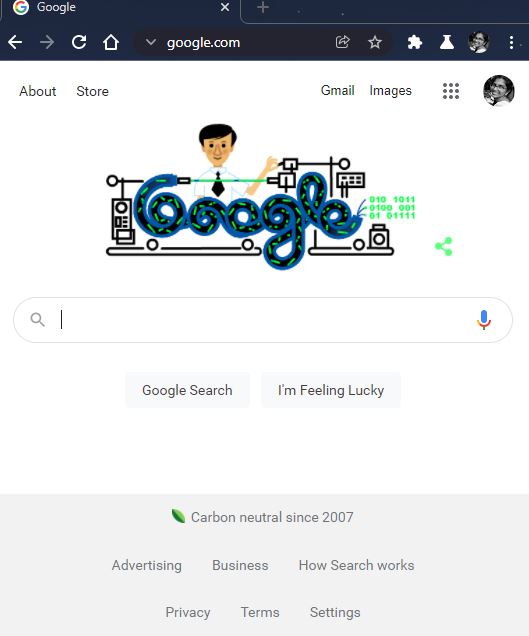 Google
google.com
About Store Gmail Images
Google
010 1011
0100 001
01 01111
Google Search I'm Feeling Lucky
Carbon neutral since 2007
Advertising Business How Search works
Privacy Terms Settings